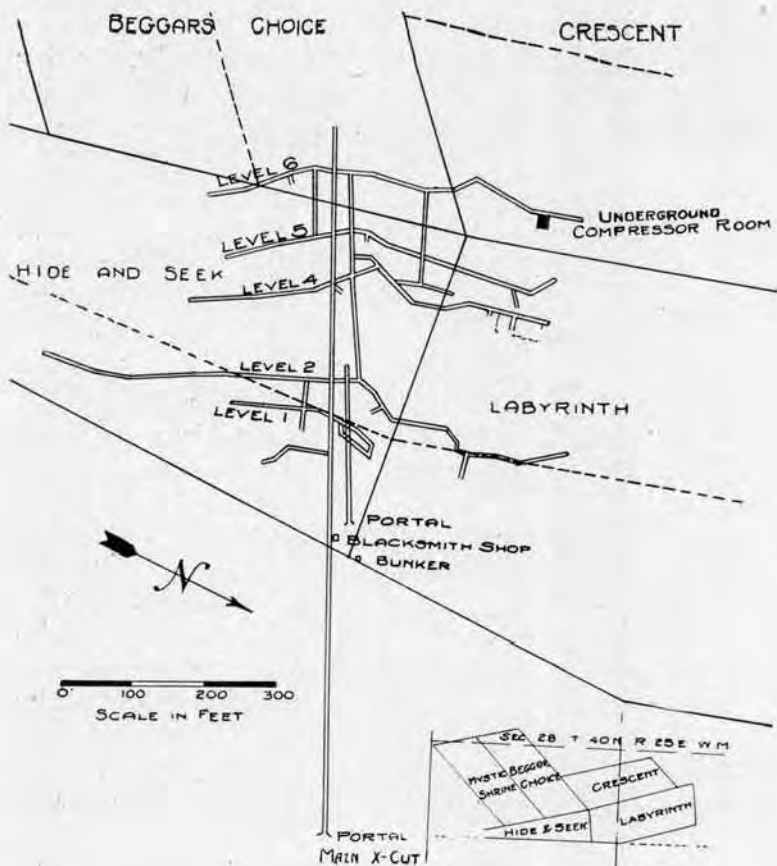 BEGGARS CHOICE
CRESCENT
LEVEL 6
UNDERGROUND
COMPRESSOR ROOM
LEVEL 5
HIDE AND SEEK
LEVEL 4
LEVEL 2
LEVEL 1
LABYRINTH
PORTAL
BLACKSMITH SHOP
BUNKER
N
0' 100 200 300
SCALE IN FEET
SEC 28 T 40N R 25E W M
MYSTIC BEGGAR
SHRINE CHOICE
CRESCENT
LABYRINTH
HIDE & SEEK
PORTAL
MAIN X-CUT